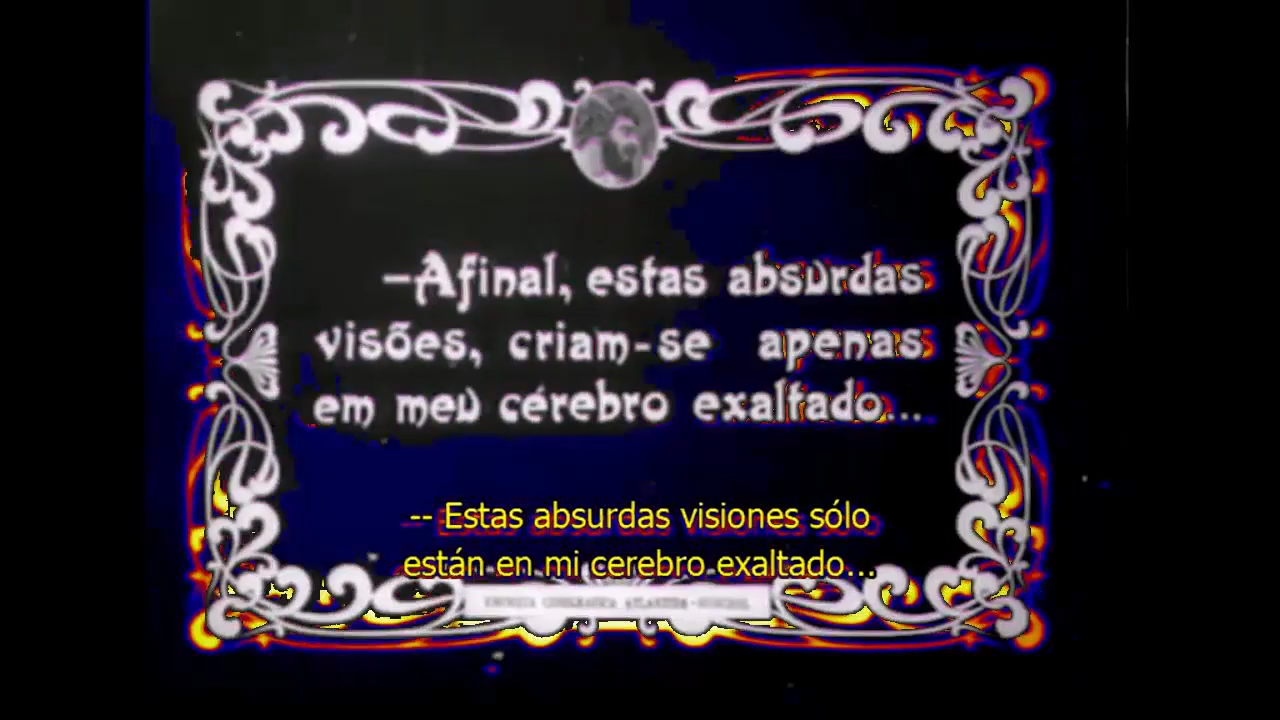 —Afinal, estas absurdas
visões, criam-se apenas
em meu cérebro exaltado...
-- Estas absurdas visiones sólo
están en mi cerebro exaltado...